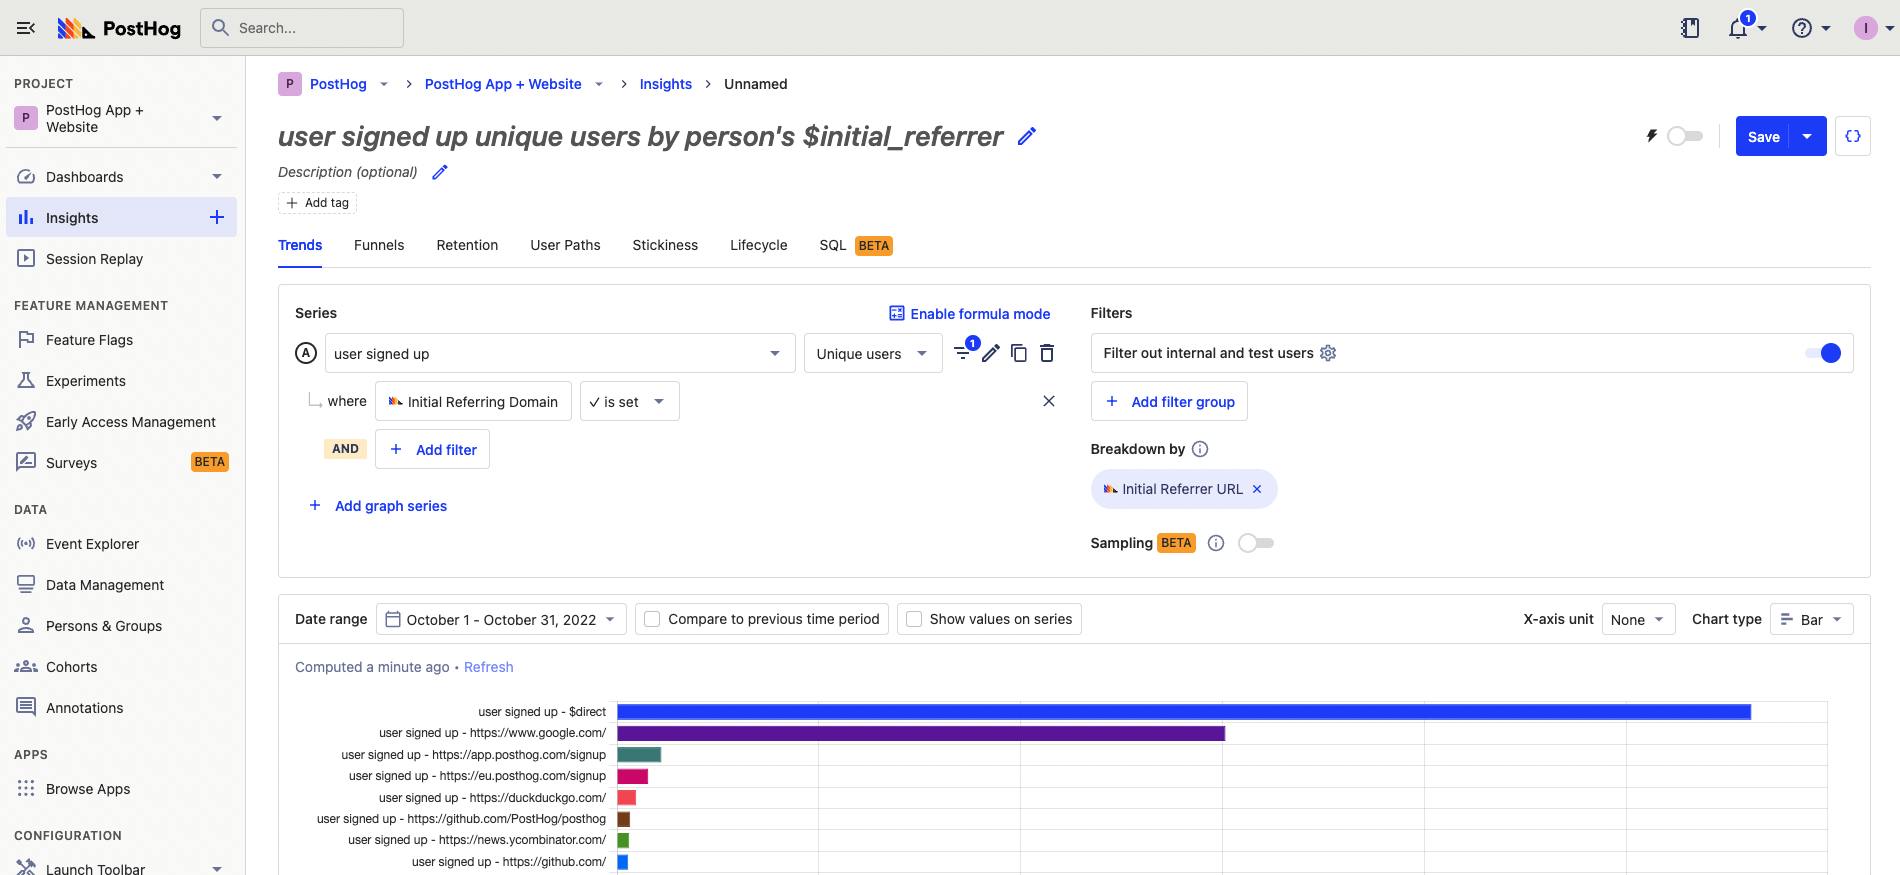 PostHog
Search...
1
I
PROJECT
P
PostHog App +
Website
Dashboards
Insights
Session Replay
FEATURE MANAGEMENT
Feature Flags
Experiments
Early Access Management
Surveys
BETA
DATA
Event Explorer
Data Management
Persons & Groups
Cohorts
Annotations
APPS
Browse Apps
CONFIGURATION
Launch Toolbar
P PostHog > PostHog App + Website > Insights > Unnamed
user signed up unique users by person's $initial_referrer
Save
{}
Description (optional)
+ Add tag
Trends Funnels Retention User Paths Stickiness Lifecycle SQL BETA
Series
Enable formula mode
A user signed up
Unique users
1
where Initial Referring Domain ✓ is set
AND + Add filter
+ Add graph series
Filters
Filter out internal and test users
+ Add filter group
Breakdown by
Initial Referrer URL
Sampling BETA
Date range October 1 - October 31, 2022 Compare to previous time period Show values on series X-axis unit None Chart type Bar
Computed a minute ago • Refresh
user signed up - $direct
user signed up - https://www.google.com/
user signed up - https://app.posthog.com/signup
user signed up - https://eu.posthog.com/signup
user signed up - https://duckduckgo.com/
user signed up - https://github.com/PostHog/posthog
user signed up - https://news.ycombinator.com/
user signed up - https://github.com/